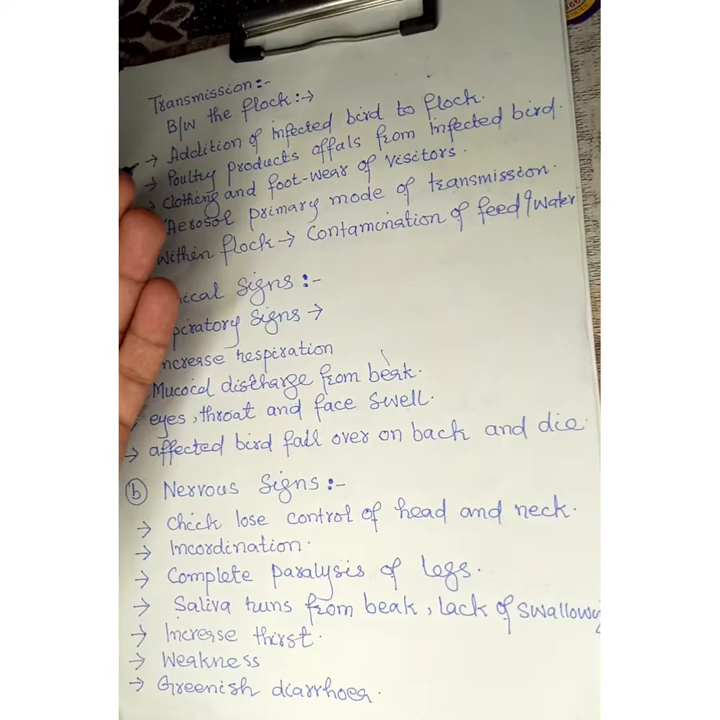 Transmission:-
B/w the flock:→
→ Addition of infected bird to flock.
→ Poultry products offals from infected bird.
→ Clothing and foot-wear of visitors.
Aerosol primary mode of transmission.
Within flock → Contamination of feed & water
ical Signs :-
piratory signs →
ncrease respiration
Mucoid discharge from beak.
eyes, throat and face swell.
→ affected bird fall over on back and die.
(b) Nervous Signs :-
→ Chick lose control of head and neck.
→ Incordination.
→ Complete paralysis of legs.
→ Saliva runs from beak, lack of swallowing
→ Increase thirst.
→ Weakness
→ Greenish diarrhoea.